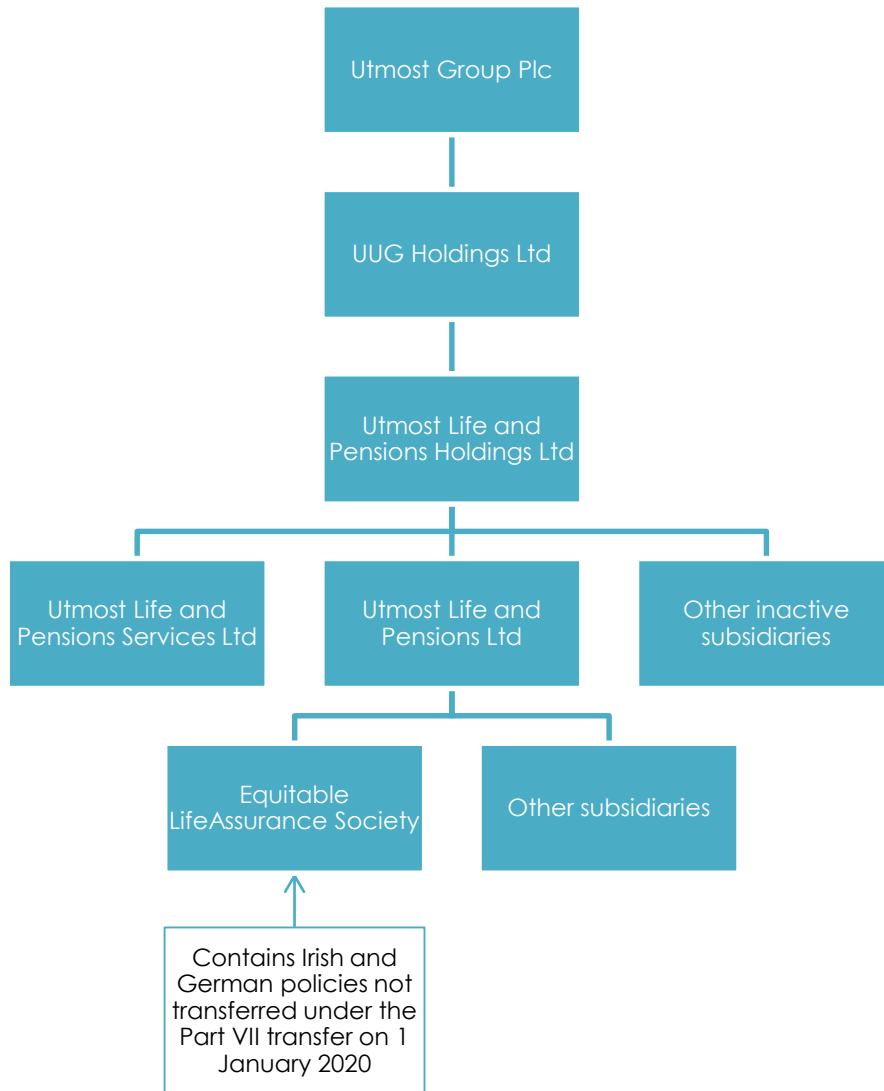 Utmost Group Plc
UUG Holdings Ltd
Utmost Life and
Pensions Holdings Ltd
Utmost Life and
Pensions Services Ltd
Utmost Life and
Pensions Ltd
Other inactive
subsidiaries
Equitable
LifeAssurance Society
Other subsidiaries
Contains Irish and
German policies not
transferred under the
Part VII transfer on 1
January 2020